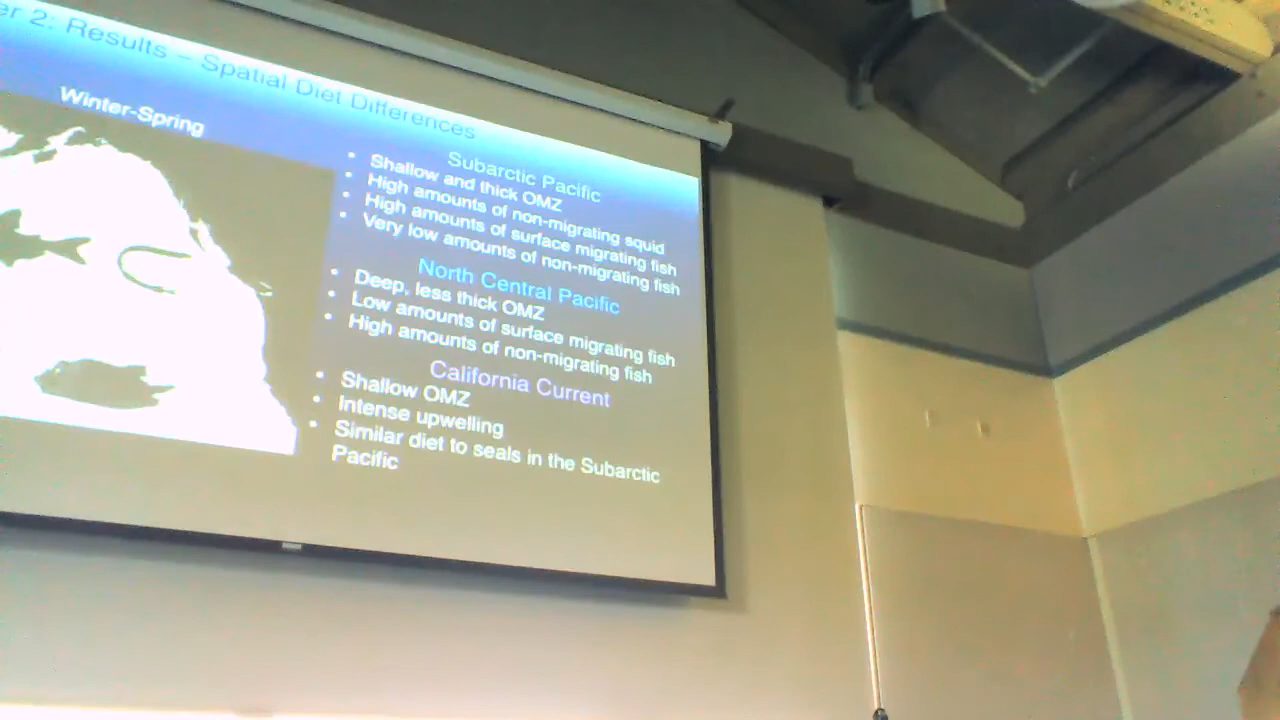 er 2: Results – Spatial Diet Differences
Winter-Spring
Subarctic Pacific
• Shallow and thick OMZ
• High amounts of non-migrating squid
• High amounts of surface migrating fish
• Very low amounts of non-migrating fish
North Central Pacific
• Deep, less thick OMZ
• Low amounts of surface migrating fish
• High amounts of non-migrating fish
California Current
• Shallow OMZ
• Intense upwelling
• Similar diet to seals in the Subarctic
Pacific